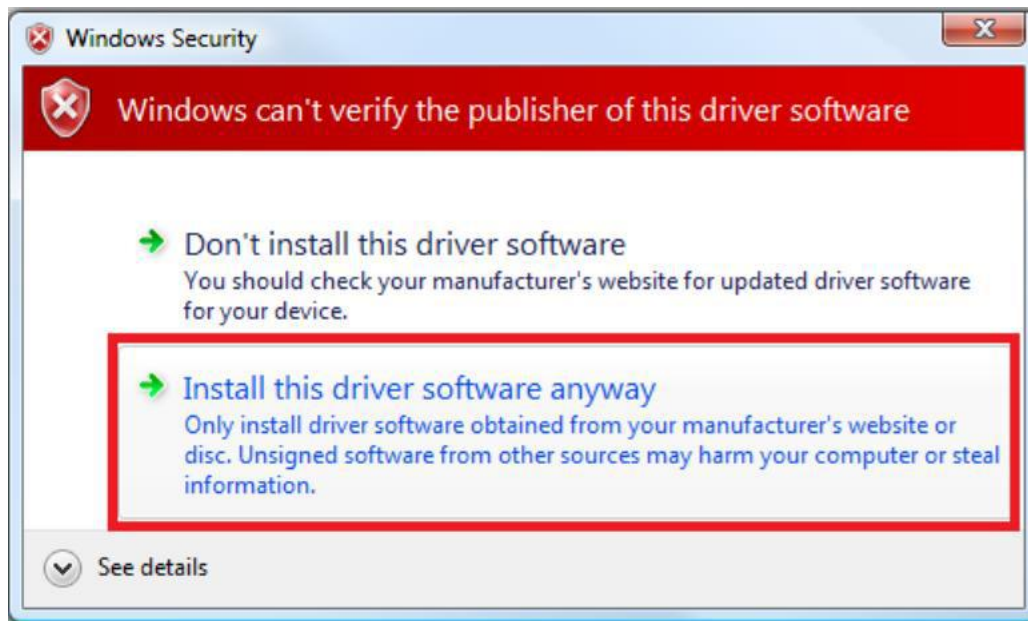 Windows Security
Windows can't verify the publisher of this driver software
Don't install this driver software
You should check your manufacturer's website for updated driver software
for your device.
Install this driver software anyway
Only install driver software obtained from your manufacturer's website or
disc. Unsigned software from other sources may harm your computer or steal
information.
See details